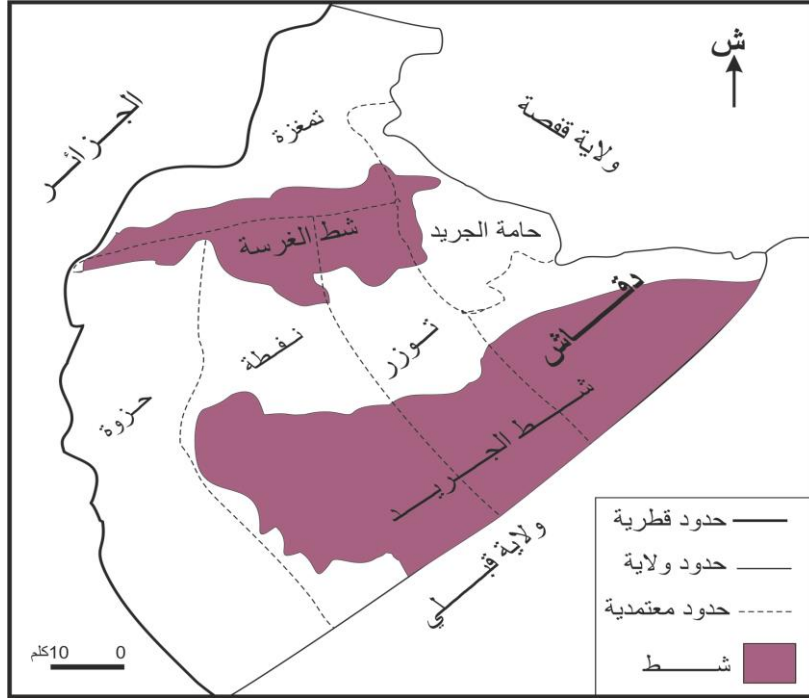 ش
الجزائر
ولاية قفصة
تمغزة
شط الغرسة
حامة الجريد
دقاش
توزر
نفطة
حزوة
شط الجريد
ولاية قبلي
حدود قطرية
حدود ولاية
حدود معتمدية
شط
0 10كلم